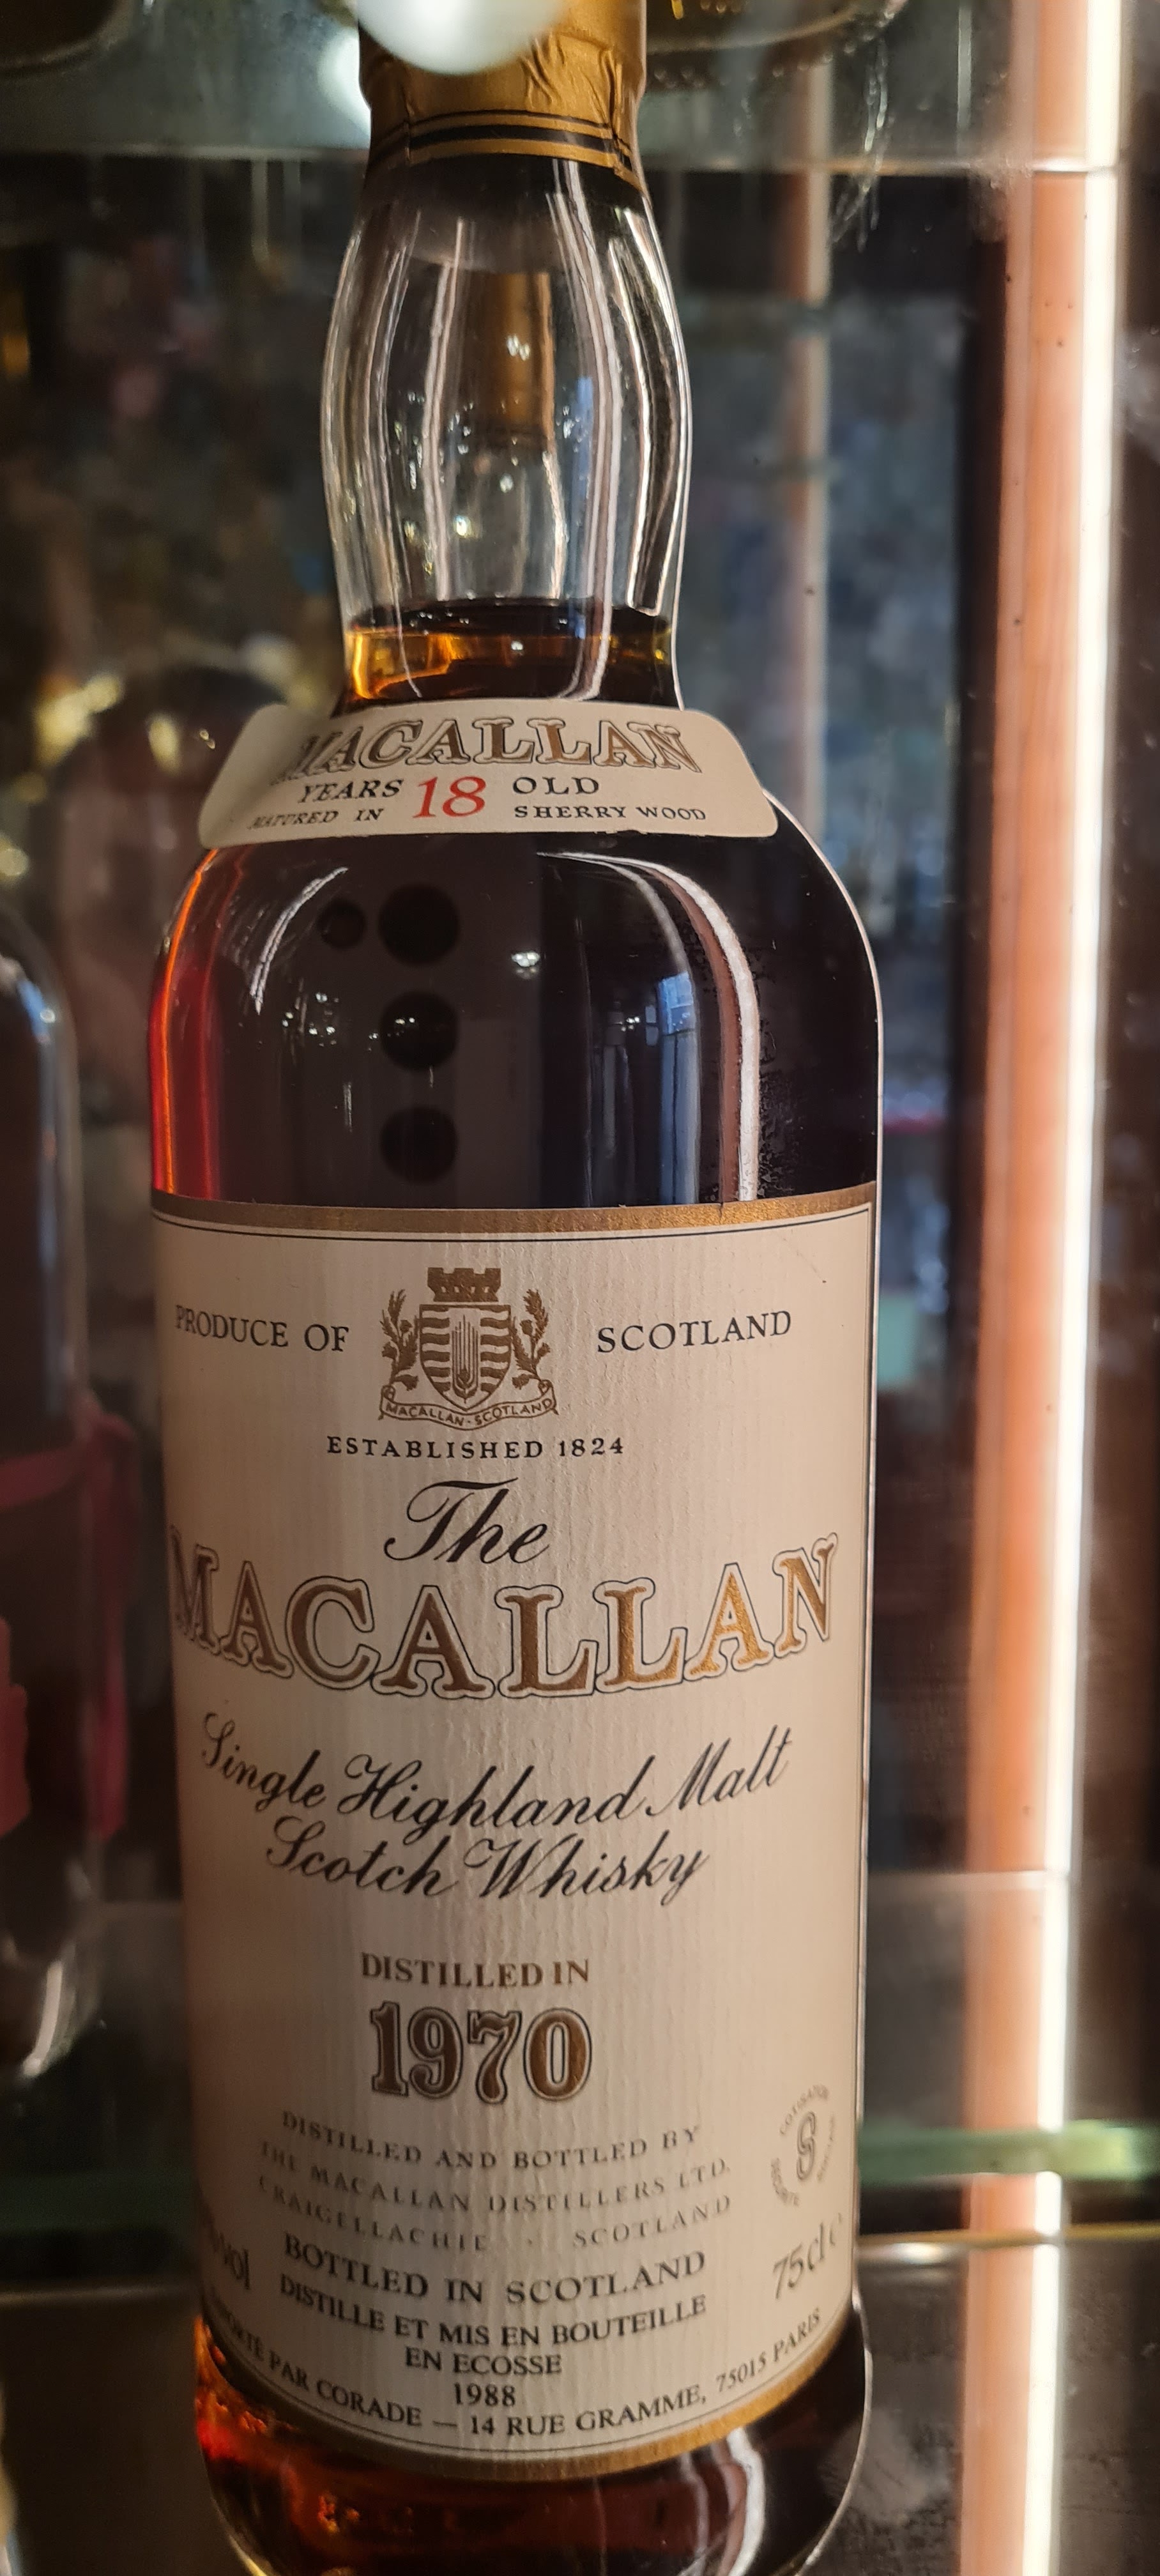 MACALLAN
YEARS 18 OLD
MATURED IN SHERRY WOOD
PRODUCE OF SCOTLAND
MACALLAN-SCOTLAND
ESTABLISHED 1824
The
MACALLAN
Single Highland Malt
Scotch Whisky
DISTILLED IN
1970
DISTILLED AND BOTTLED BY
THE MACALLAN DISTILLERS LTD.
CRAIGELLACHIE · SCOTLAND
BOTTLED IN SCOTLAND
75cl e
DISTILLE ET MIS EN BOUTEILLE
EN ECOSSE
1988
PAR CORADE — 14 RUE GRAMME, 75015 PARIS